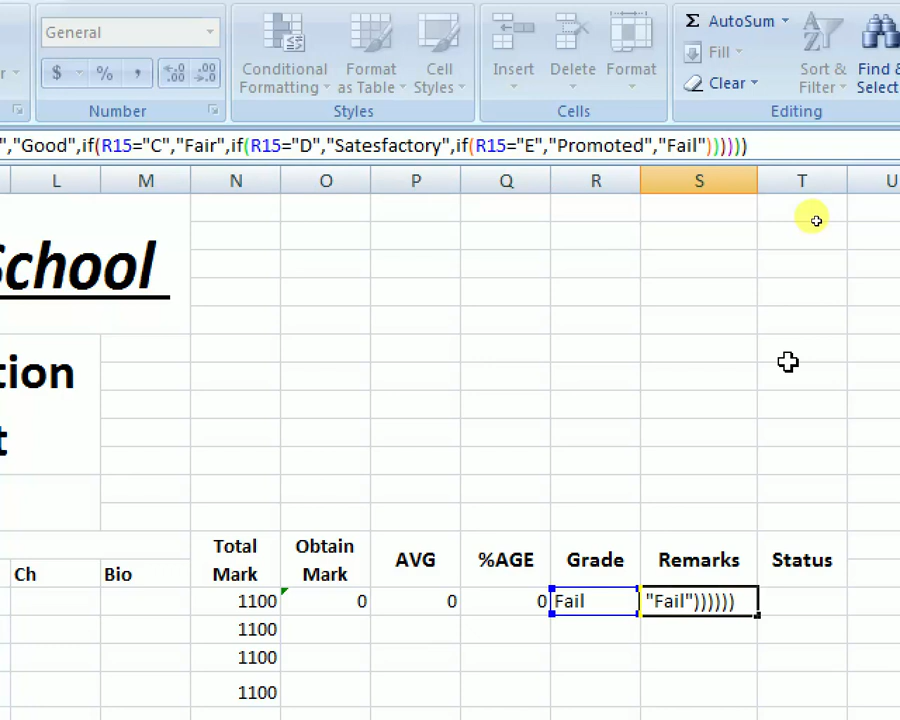 General
$ % ,
.00
.0
r
Number
Conditional
Formatting
Format
as Table
Cell
Styles
Styles
Insert
Delete
Format
Cells
Σ AutoSum
Fill
Clear
Sort &
Filter
Find &
Select
Editing
","Good",if(R15="C","Fair",if(R15="D","Satesfactory",if(R15="E","Promoted","Fail"))))))
L M N O P Q R S T U
School
tion
t
Total
Mark
Obtain
Mark
AVG %AGE Grade Remarks Status
Ch Bio
1100 0 0 0 Fail "Fail"))))))
1100
1100
1100